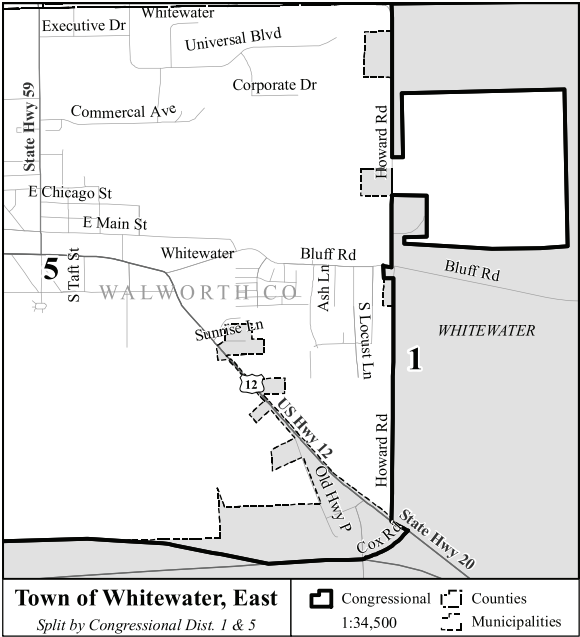 Whitewater
Executive Dr
Universal Blvd
Corporate Dr
State Hwy 59
Commercal Ave
Howard Rd
E Chicago St
E Main St
Whitewater
Bluff Rd
Bluff Rd
5
S Taft St
WALWORTH CO
Ash Ln
S Locust Ln
Sunrise Ln
WHITEWATER
1
12
US Hwy 12
Howard Rd
Old Hwy P
Cox Rd
State Hwy 20
Town of Whitewater, East
Split by Congressional Dist. 1 & 5
Congressional
Counties
1:34,500
Municipalities